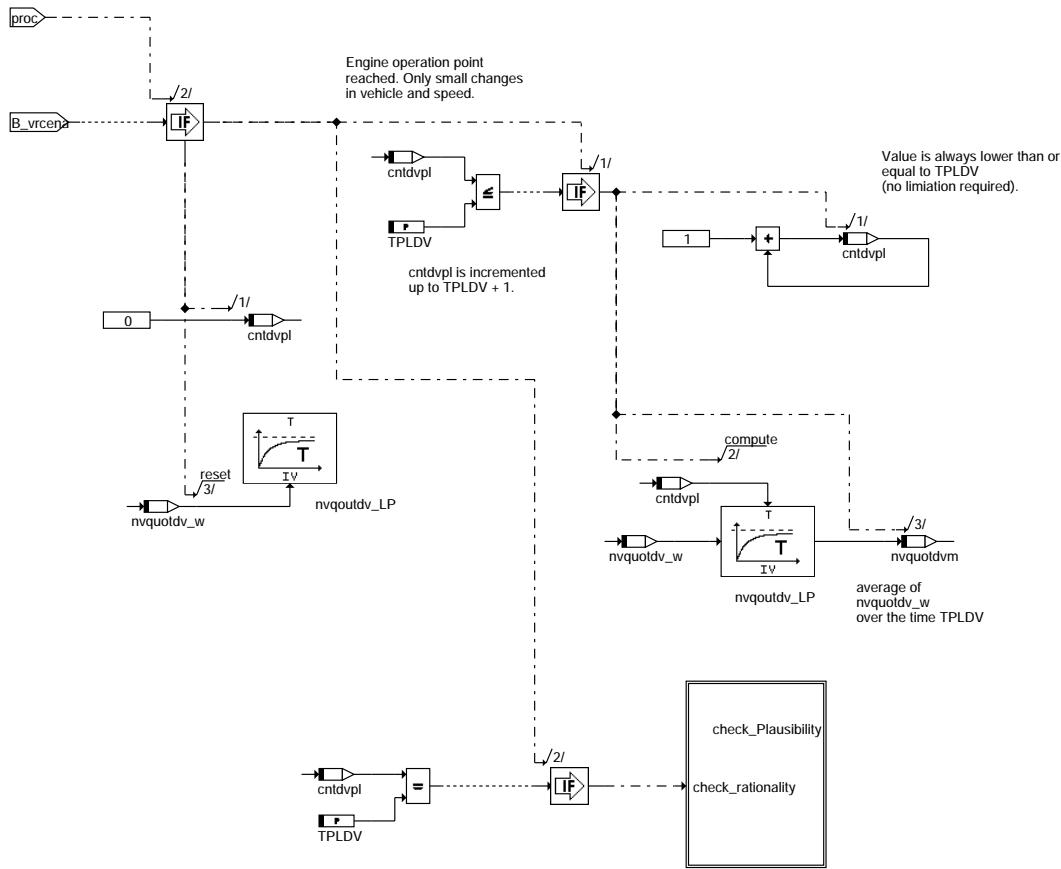 proc
/2/
Engine operation point
reached. Only small changes
in vehicle and speed.
B_vrcena
IF
cntdvpl
/1/
IF
Value is always lower than or
equal to TPLDV
(no limiation required).
≤
P
TPLDV
/1/
1
+
cntdvpl
cntdvpl is incremented
up to TPLDV + 1.
/1/
0
cntdvpl
T
T
IV
reset
3/
nvquotdv_w
nvqoutdv_LP
compute
2/
cntdvpl
T
T
IV
/3/
nvquotdv_w
nvquotdvm
nvqoutdv_LP
average of
nvquotdv_w
over the time TPLDV
check_Plausibility
/2/
cntdvpl
=
IF
check_rationality
P
TPLDV